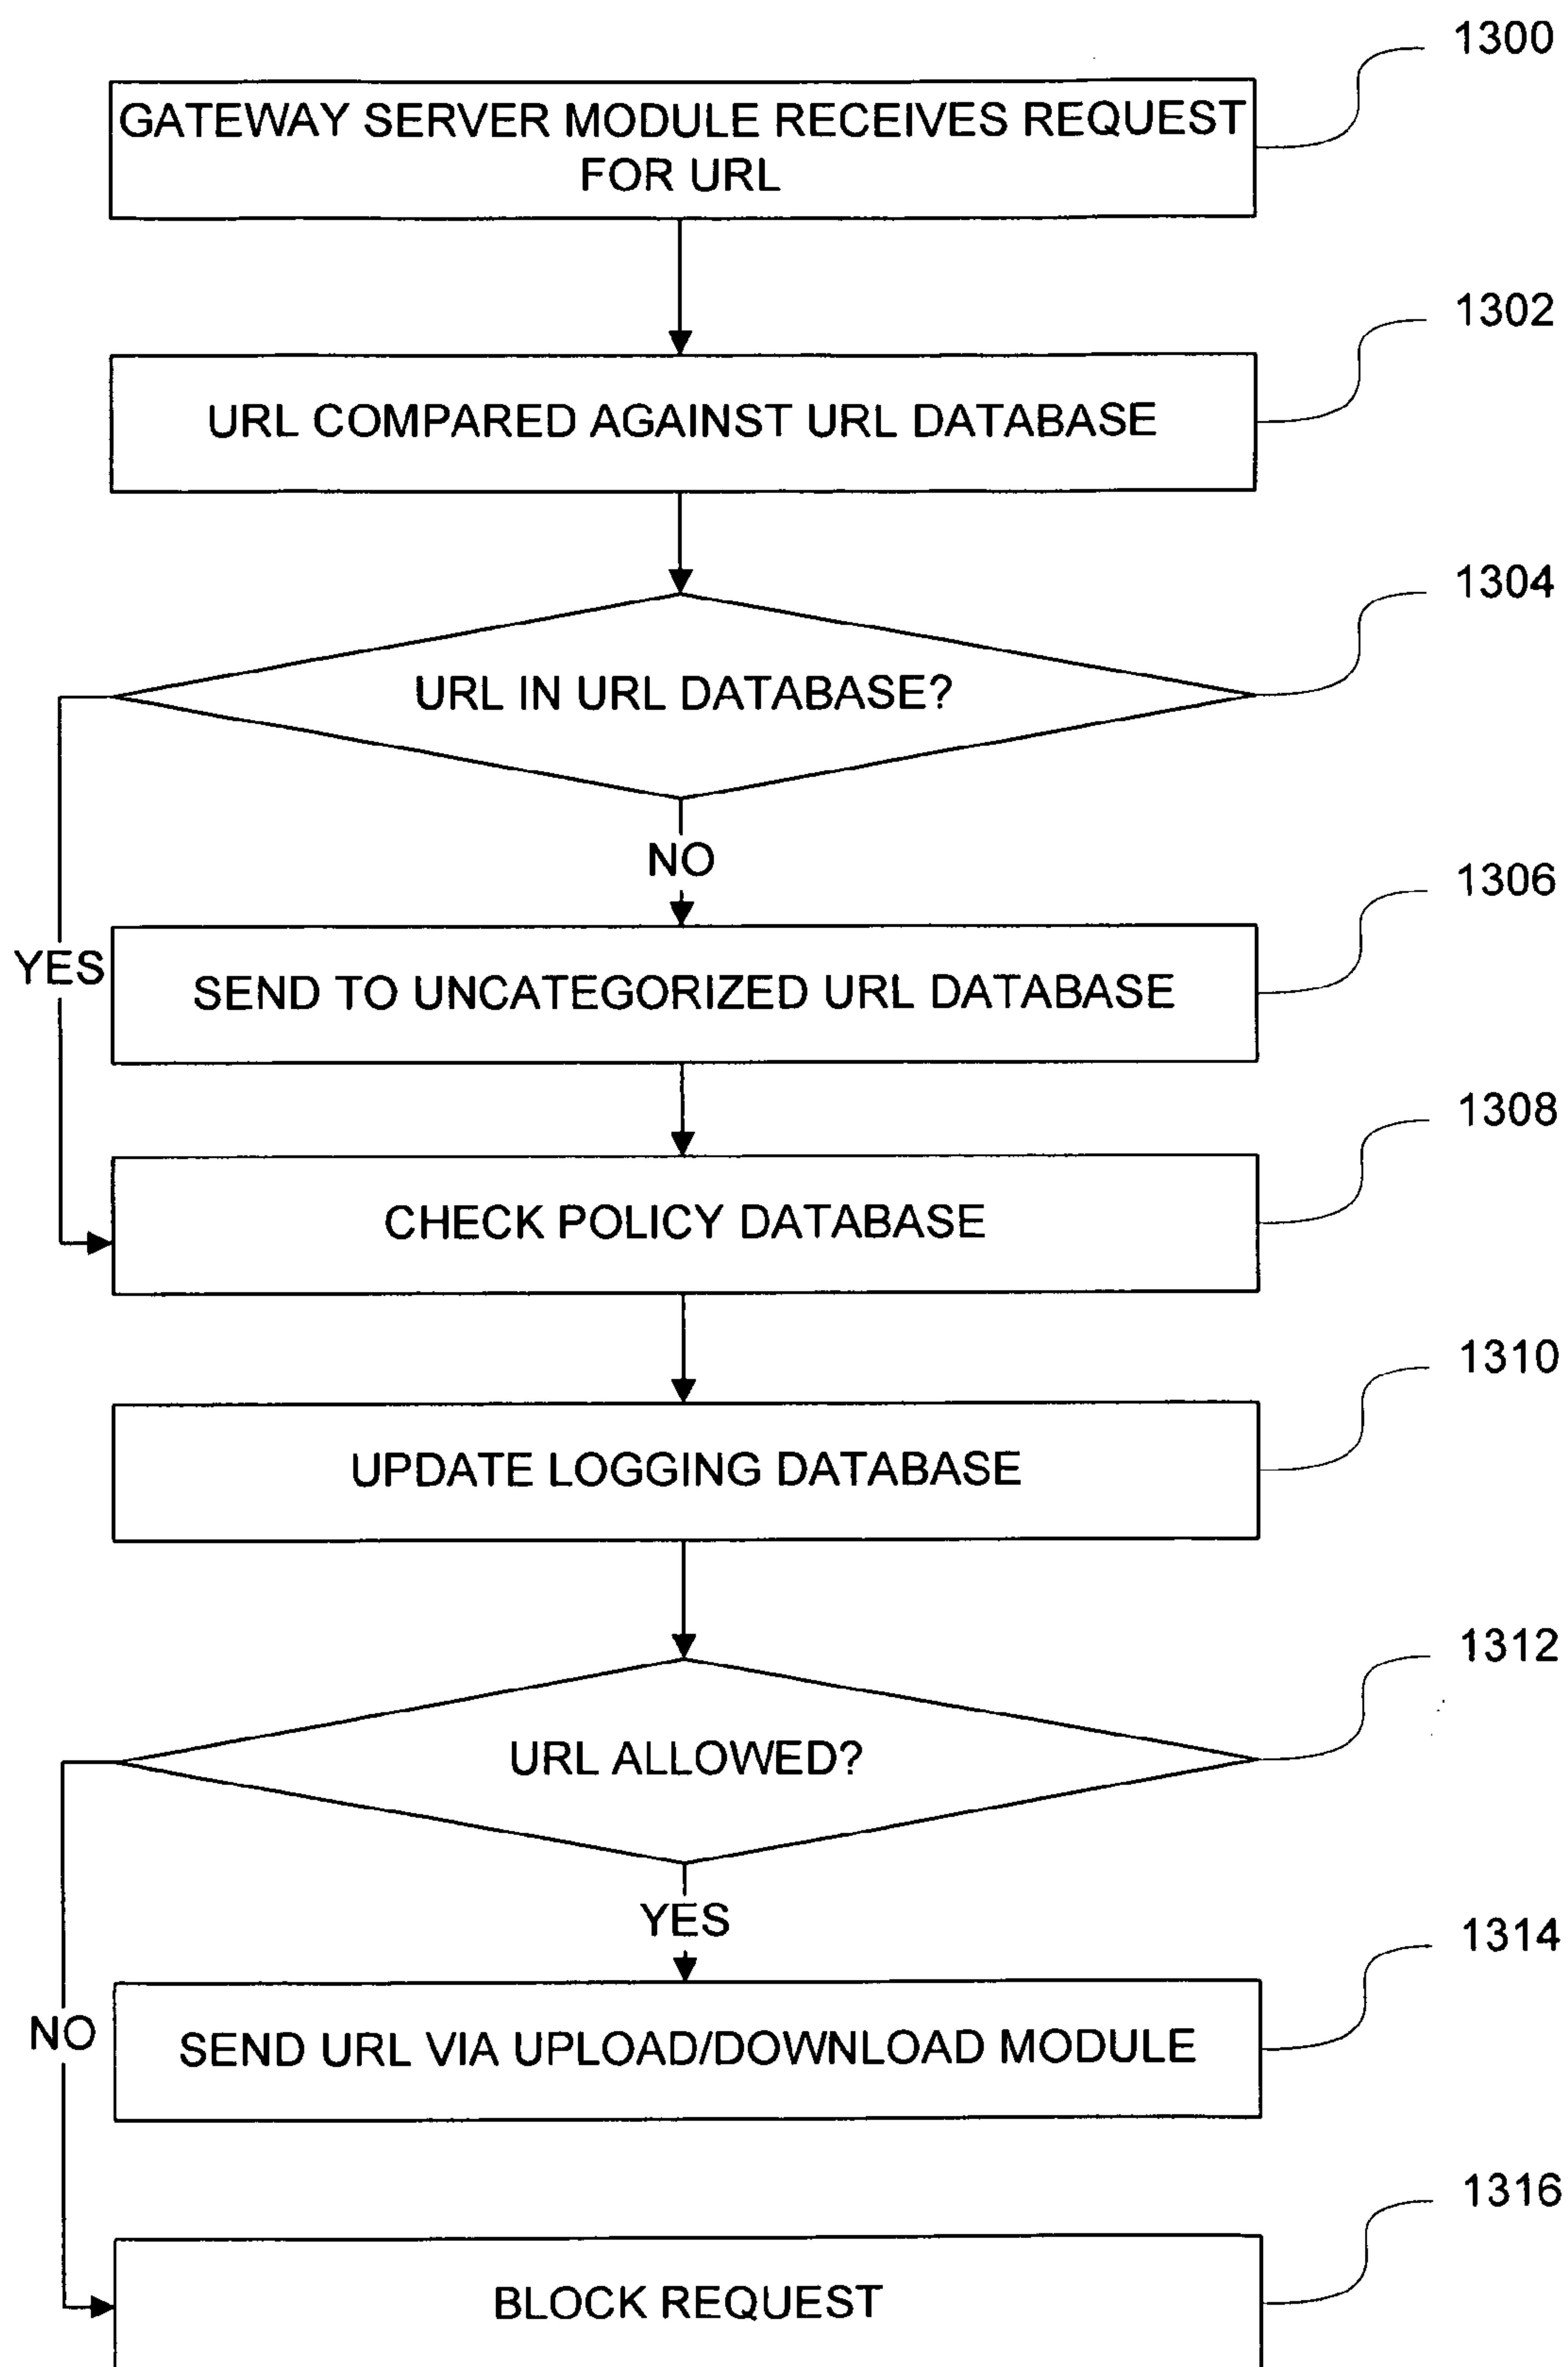 1300
GATEWAY SERVER MODULE RECEIVES REQUEST
FOR URL
1302
URL COMPARED AGAINST URL DATABASE
1304
URL IN URL DATABASE?
NO
1306
YES
SEND TO UNCATEGORIZED URL DATABASE
1308
CHECK POLICY DATABASE
1310
UPDATE LOGGING DATABASE
1312
URL ALLOWED?
YES
1314
NO
SEND URL VIA UPLOAD/DOWNLOAD MODULE
1316
BLOCK REQUEST